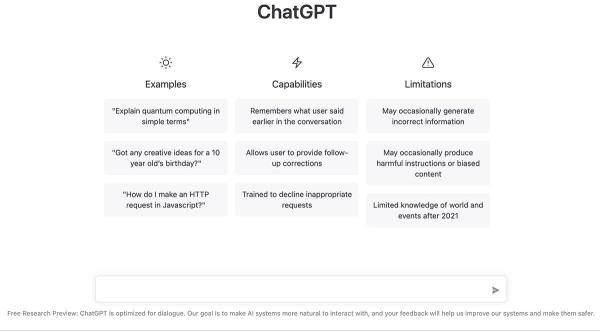 ChatGPT
Examples
Capabilities
Limitations
"Explain quantum computing in
simple terms"
Remembers what user said
earlier in the conversation
May occasionally generate
incorrect information
"Got any creative ideas for a 10
year old's birthday?"
Allows user to provide follow-
up corrections
May occasionally produce
harmful instructions or biased
content
"How do I make an HTTP
request in Javascript?"
Trained to decline inappropriate
requests
Limited knowledge of world and
events after 2021
Free Research Preview: ChatGPT is optimized for dialogue. Our goal is to make AI systems more natural to interact with, and your feedback will help us improve our systems and make them safer.